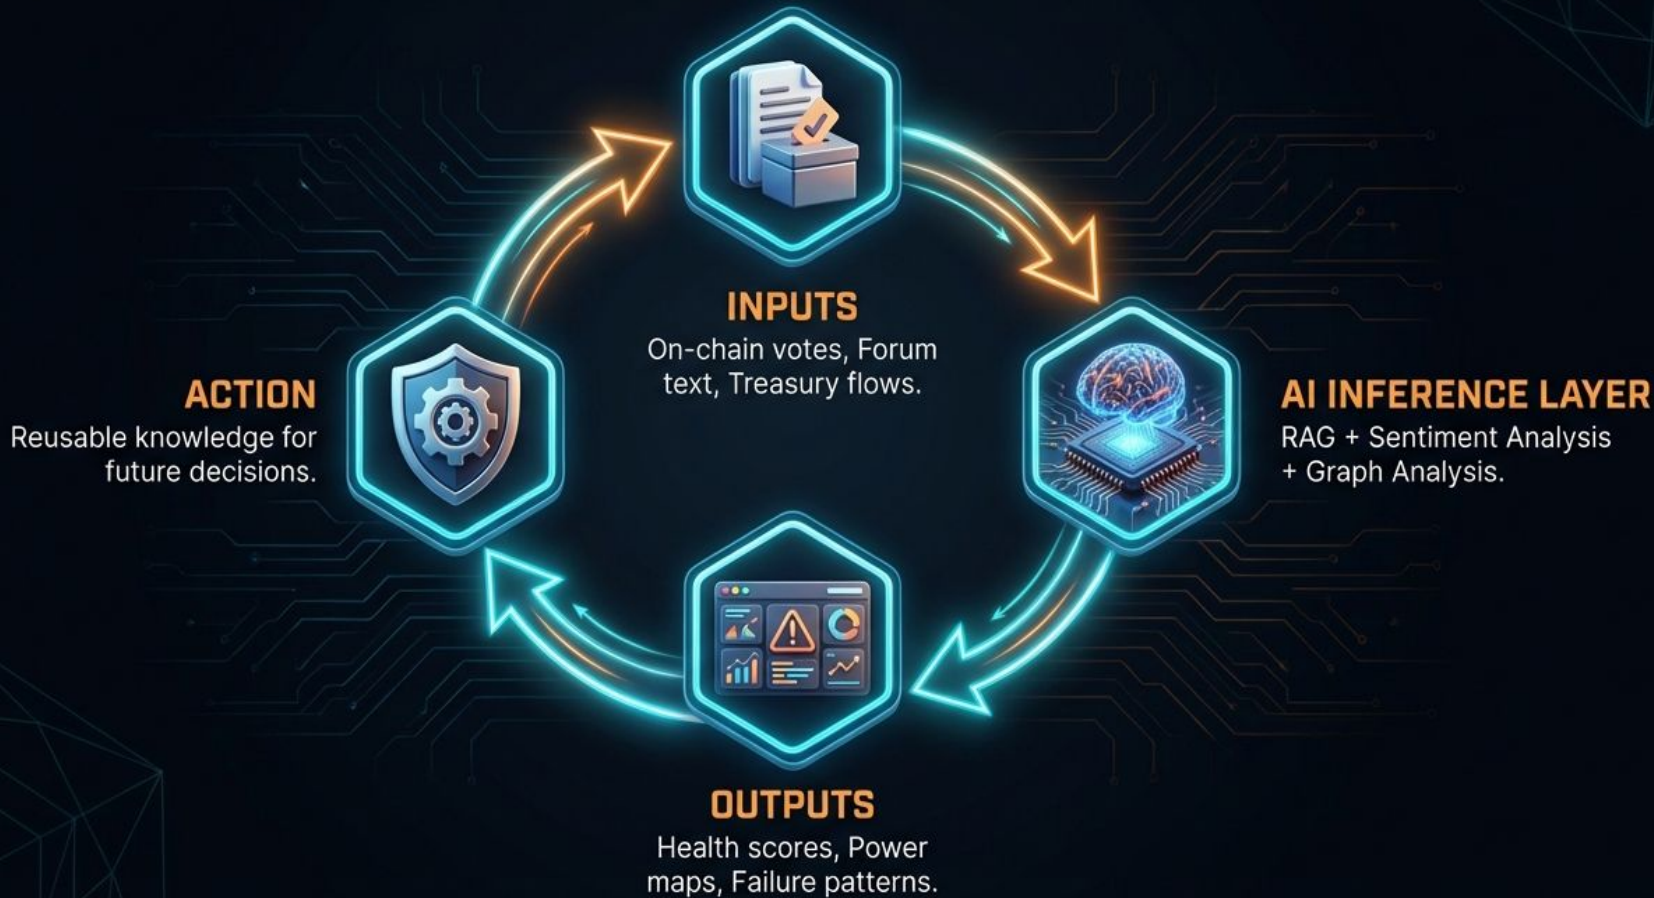 INPUTS
On-chain votes, Forum
text, Treasury flows.
AI INFERENCE LAYER
RAG + Sentiment Analysis
+ Graph Analysis.
OUTPUTS
Health scores, Power
maps, Failure patterns.
ACTION
Reusable knowledge for
future decisions.